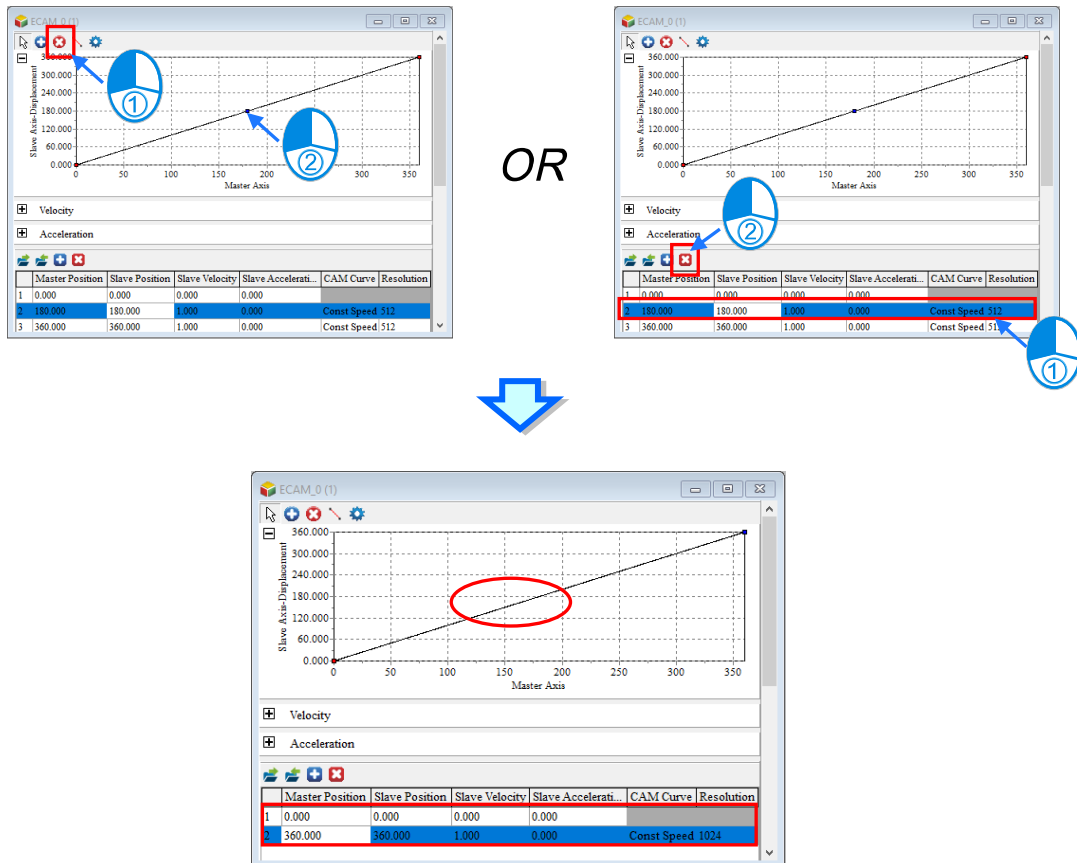 ECAM_0 (1)
360.000
300.000
240.000
180.000
120.000
60.000
0.000
Slave Axis-Displacement
0 50 100 150 200 250 300 350
Master Axis
①
②
Velocity
Acceleration
Master Position Slave Position Slave Velocity Slave Accelerati... CAM Curve Resolution
1 0.000 0.000 0.000 0.000
2 180.000 180.000 1.000 0.000 Const Speed 512
3 360.000 360.000 1.000 0.000 Const Speed 512
OR
ECAM_0 (1)
360.000
300.000
240.000
180.000
120.000
60.000
0.000
Slave Axis-Displacement
0 50 100 150 200 250 300 350
Master Axis
Velocity
②
Acceleration
Master Position Slave Position Slave Velocity Slave Accelerati... CAM Curve Resolution
1 0.000 0.000 0.000 0.000
2 180.000 180.000 1.000 0.000 Const Speed 512
3 360.000 360.000 1.000 0.000 Const Speed
①
ECAM_0 (1)
360.000
300.000
240.000
180.000
120.000
60.000
0.000
Slave Axis-Displacement
0 50 100 150 200 250 300 350
Master Axis
Velocity
Acceleration
Master Position Slave Position Slave Velocity Slave Accelerati... CAM Curve Resolution
1 0.000 0.000 0.000 0.000
2 360.000 360.000 1.000 0.000 Const Speed 1024